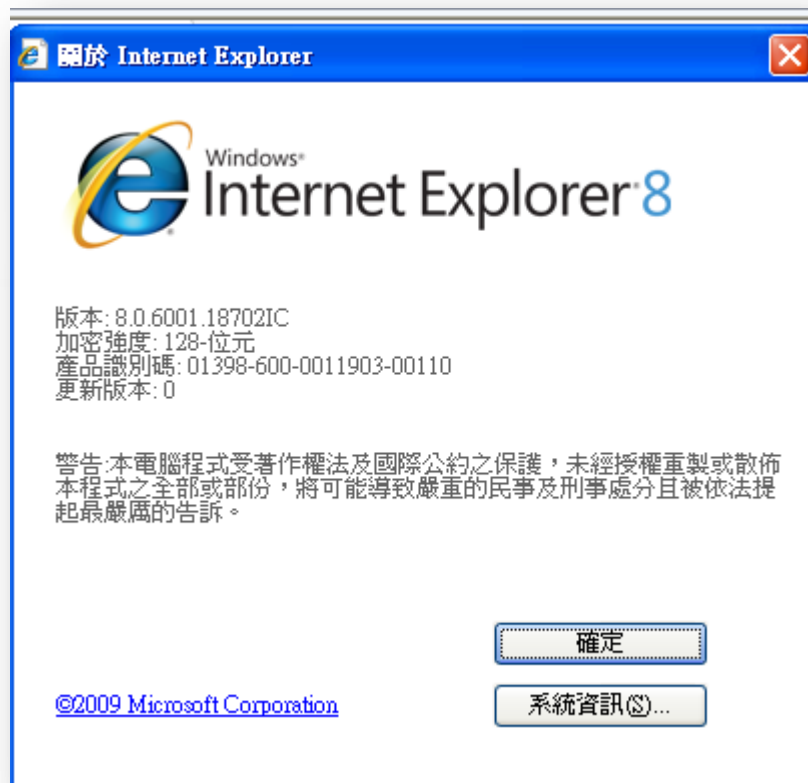 關於 Internet Explorer
Windows®
Internet Explorer 8
版本: 8.0.6001.18702IC
加密強度: 128-位元
產品識別碼: 01398-600-0011903-00110
更新版本: 0
警告:本電腦程式受著作權法及國際公約之保護，未經授權重製或散佈
本程式之全部或部份，將可能導致嚴重的民事及刑事處分且被依法提
起最嚴厲的告訴。
確定
©2009 Microsoft Corporation
系統資訊(S)...